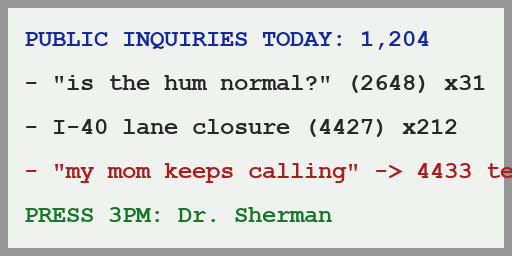 PUBLIC INQUIRIES TODAY: 1,204
- "is the hum normal?" (2648) x31
- I-40 lane closure (4427) x212
- "my mom keeps calling" -> 4433
PRESS 3PM: Dr. Sherman